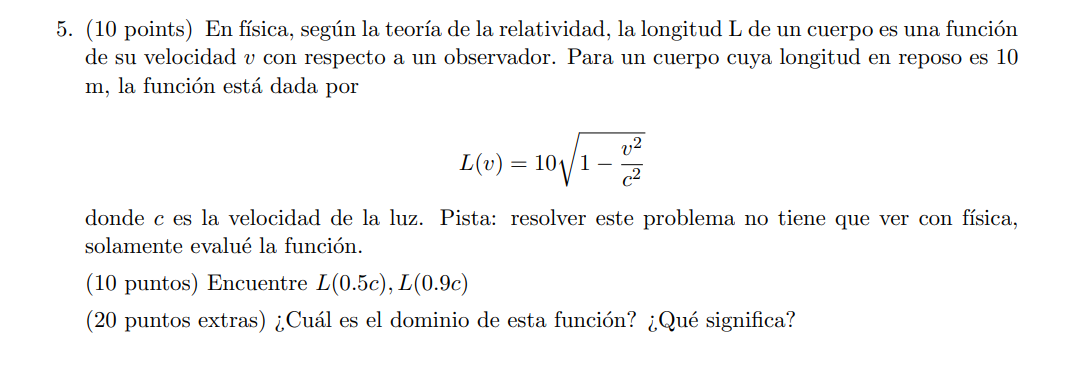 5. (10 points) En física, según la teoría de la relatividad, la longitud L de un cuerpo es una función
de su velocidad v con respecto a un observador. Para un cuerpo cuya longitud en reposo es 10
m, la función está dada por
L(v) = 10√(1 − v²/c²)
donde c es la velocidad de la luz. Pista: resolver este problema no tiene que ver con física,
solamente evalué la función.
(10 puntos) Encuentre L(0.5c), L(0.9c)
(20 puntos extras) ¿Cuál es el dominio de esta función? ¿Qué significa?